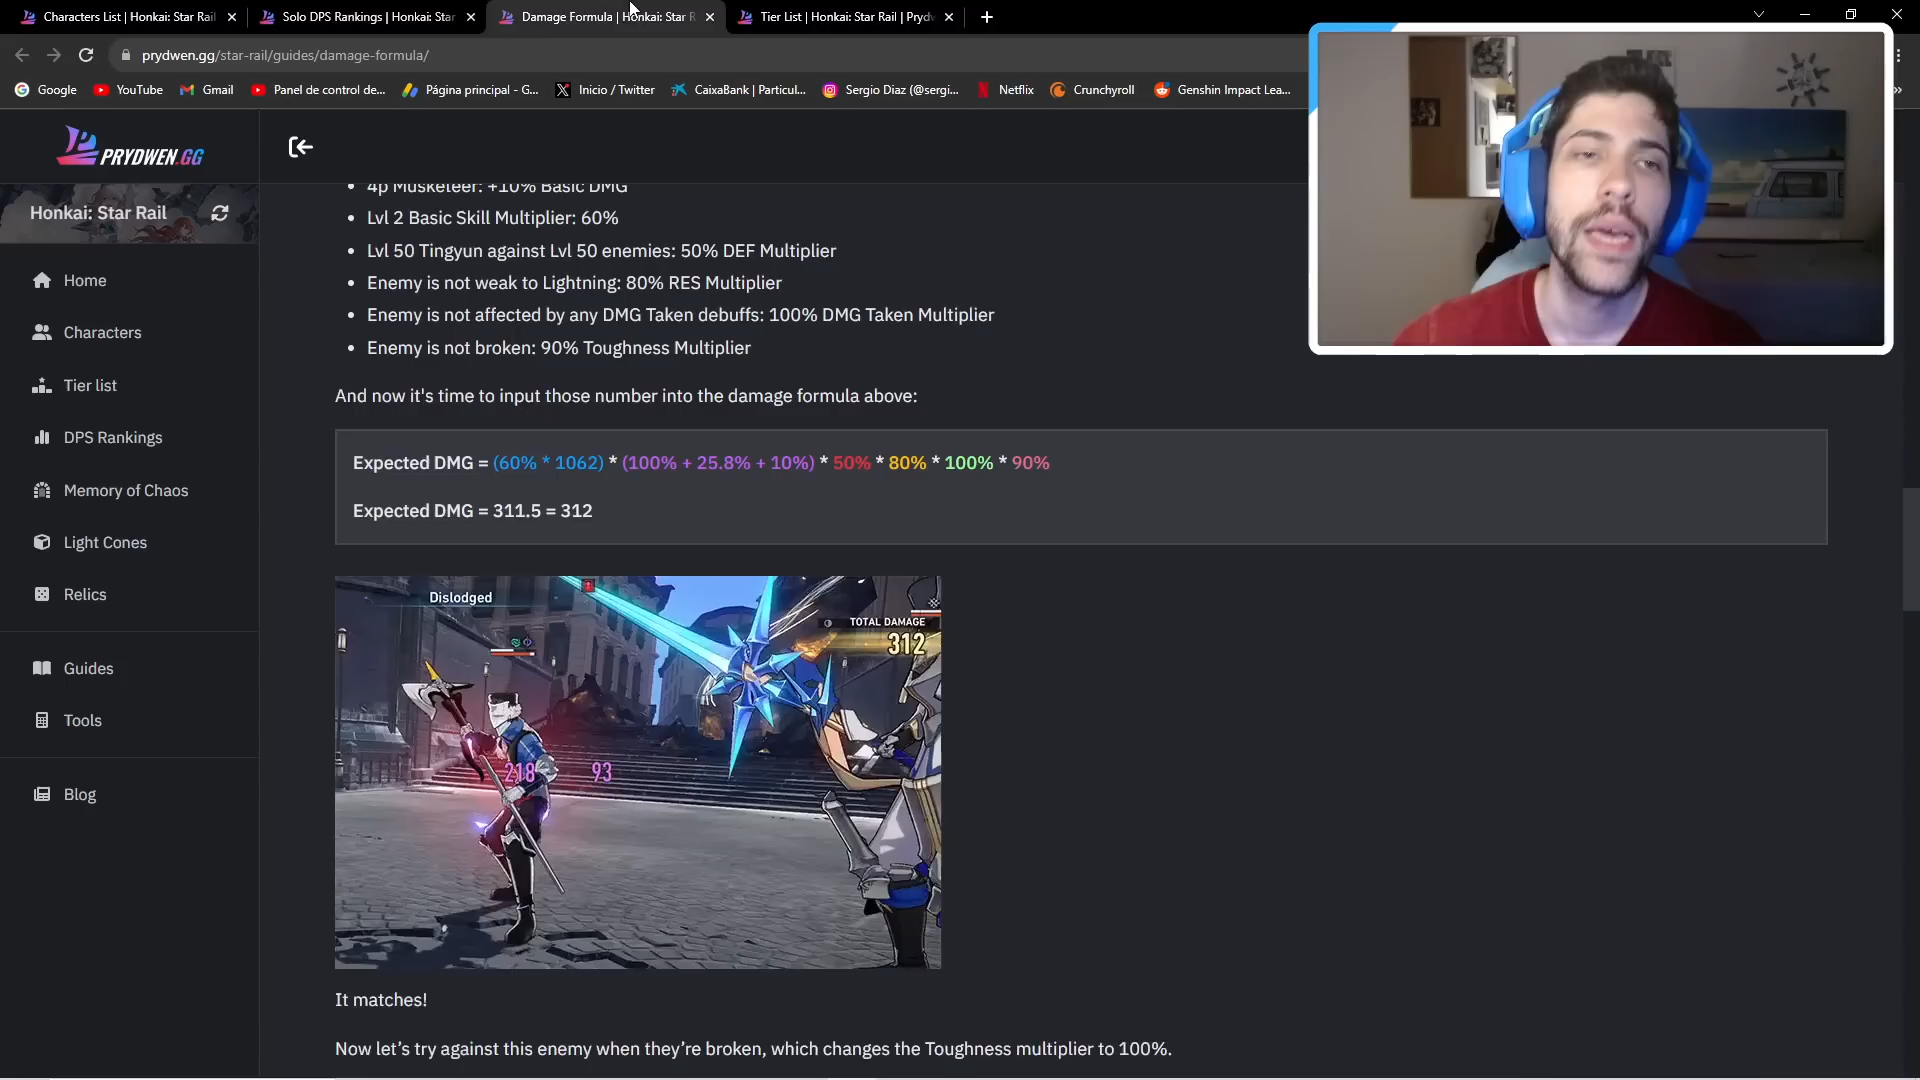 Characters List | Honkai: Star Rail
Solo DPS Rankings | Honkai: Star
Damage Formula | Honkai: Star R
Tier List | Honkai: Star Rail | Prydw
prydwen.gg/star-rail/guides/damage-formula/
Google
YouTube
Gmail
Panel de control de...
Página principal - G...
Inicio / Twitter
CaixaBank | Particul...
Sergio Diaz (@sergi...
Netflix
Crunchyroll
Genshin Impact Lea...
PRYDWEN.GG
Honkai: Star Rail
Home
Characters
Tier list
DPS Rankings
Memory of Chaos
Light Cones
Relics
Guides
Tools
Blog
• 4p Musketeer: +10% Basic DMG
• Lvl 2 Basic Skill Multiplier: 60%
• Lvl 50 Tingyun against Lvl 50 enemies: 50% DEF Multiplier
• Enemy is not weak to Lightning: 80% RES Multiplier
• Enemy is not affected by any DMG Taken debuffs: 100% DMG Taken Multiplier
• Enemy is not broken: 90% Toughness Multiplier
And now it's time to input those number into the damage formula above:
Expected DMG = (60% * 1062) * (100% + 25.8% + 10%) * 50% * 80% * 100% * 90%
Expected DMG = 311.5 = 312
Dislodged
TOTAL DAMAGE
312
218
93
It matches!
Now let’s try against this enemy when they’re broken, which changes the Toughness multiplier to 100%.